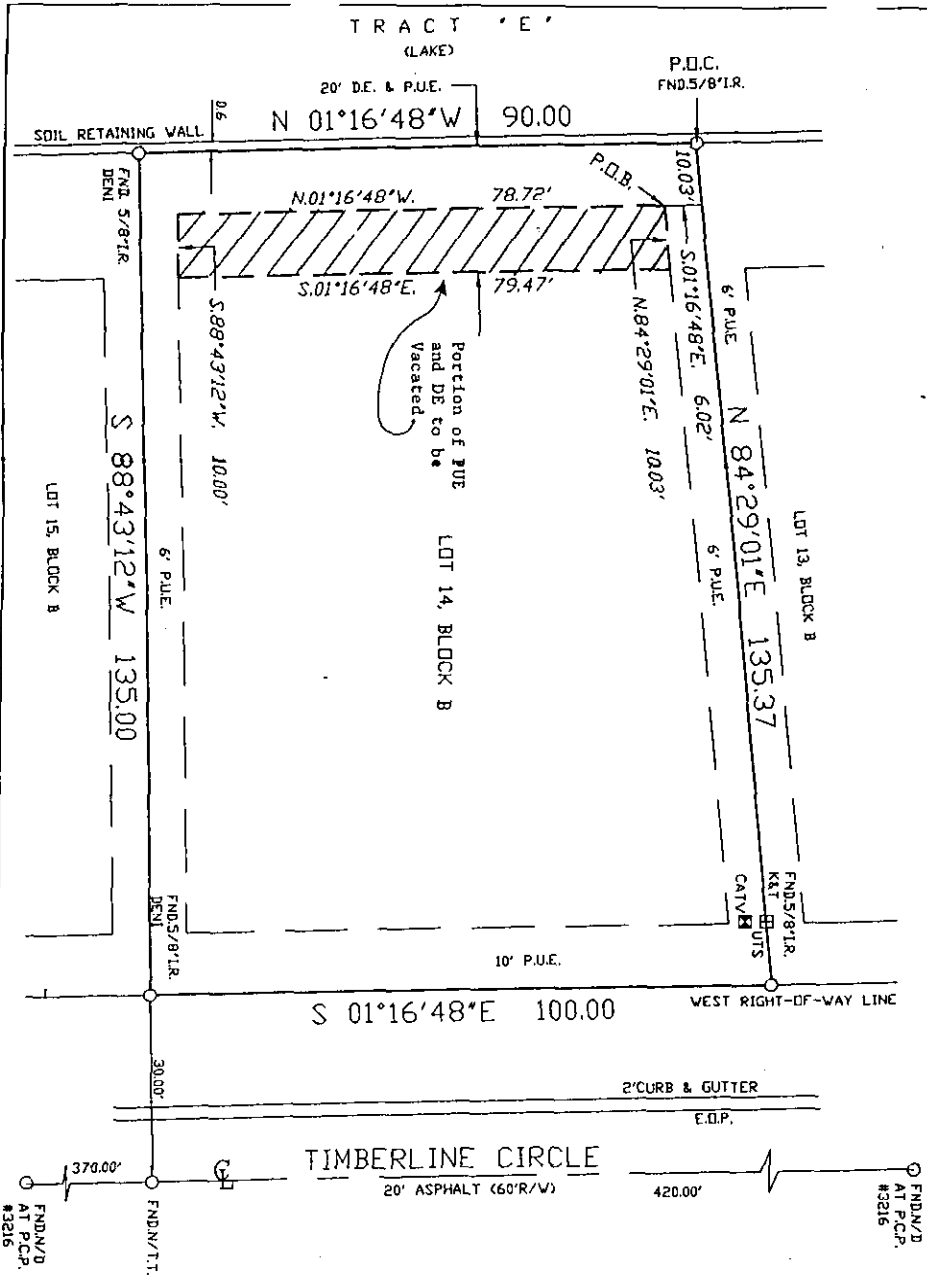 TRACT 'E'
(LAKE)
P.O.C.
FND.5/8"I.R.
20' D.E. & P.U.E.
N 01°16'48"W 90.00
0.6
SOIL RETAINING WALL
10.03'
P.O.B.
FND. 5/8"I.R.
DENI
N.01°16'48"W. 78.72'
S.01°16'48"E. 6.02'
S.01°16'48"E. 79.47'
N.84°29'01"E. 10.03'
S.88°43'12"W. 10.00'
6' P.U.E
Portion of PUE
and DE to be
Vacated.
N 84°29'01"E 135.37
S 88°43'12"W 135.00
LOT 15, BLOCK B
6' P.U.E.
LOT 14, BLOCK B
6' P.U.E.
LOT 13, BLOCK B
FND.5/8"I.R.
K&T
CATV
UTS
FND.5/8"I.R.
DENI
10' P.U.E.
S 01°16'48"E 100.00
WEST RIGHT-OF-WAY LINE
30.00'
2'CURB & GUTTER
E.O.P.
TIMBERLINE CIRCLE
20' ASPHALT (60'R/W)
370.00'
CL
420.00'
FND.N/D
AT P.C.P.
#3216
FND.N/T.T.
FND.N/D
AT P.C.P.
#3216